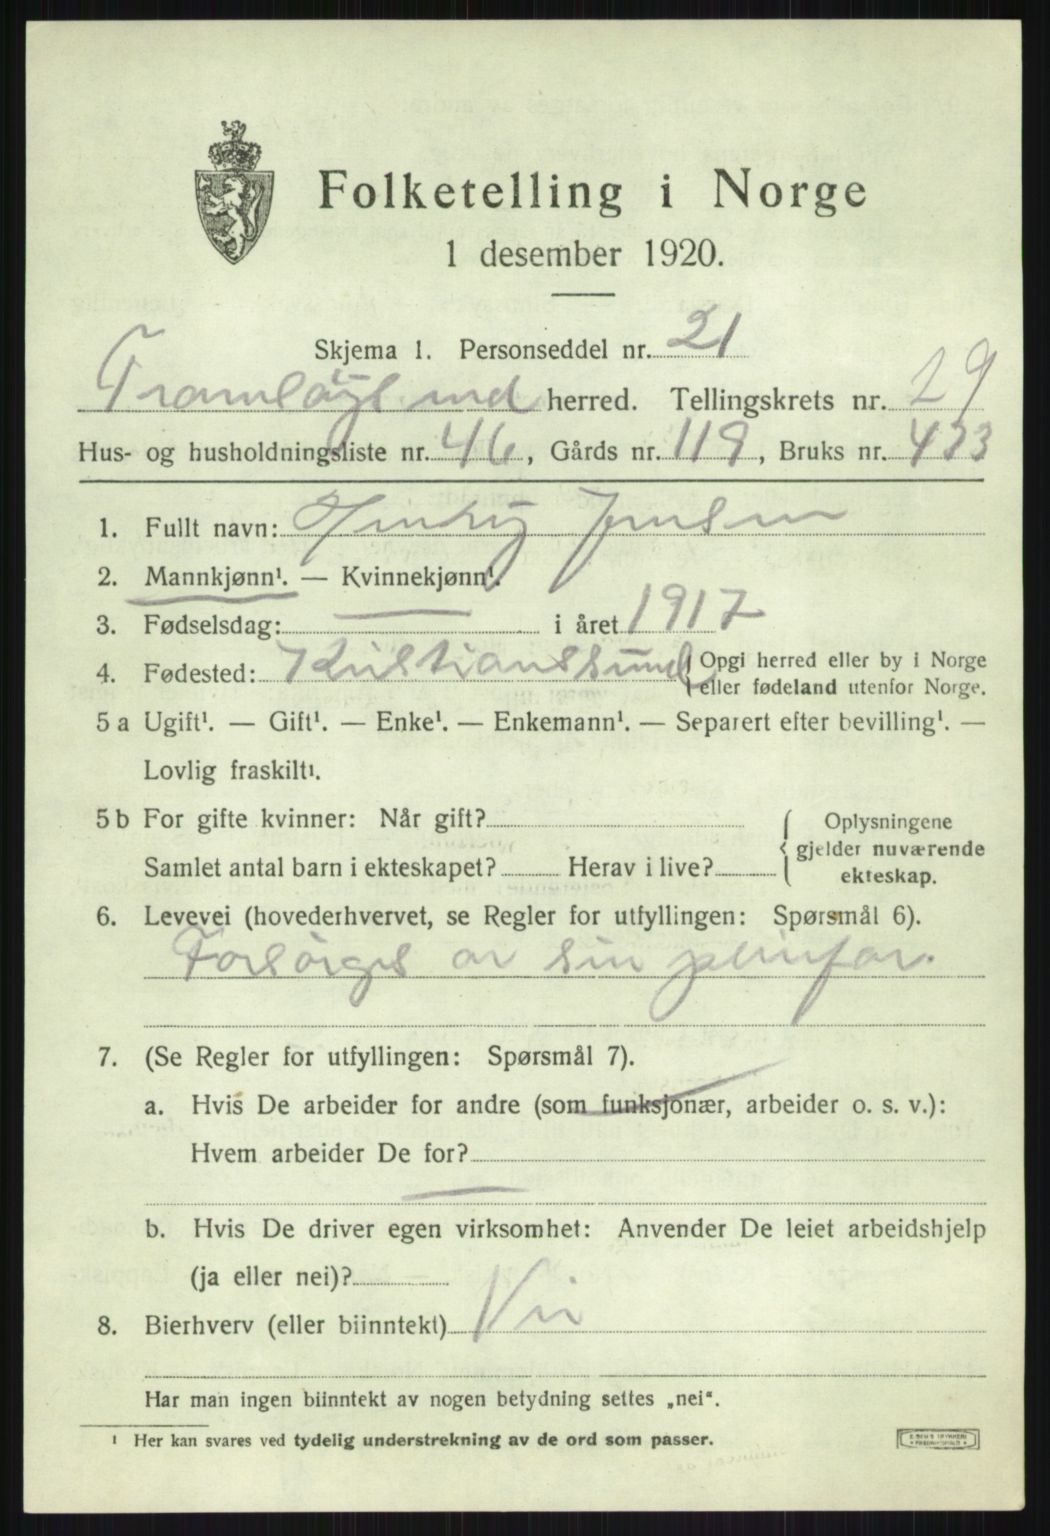 Folketelling i Norge
1 desember 1920.
Skjema 1. Personseddel nr. 21
Tromsöysund herred. Tellingskrets nr. 29
Hus- og husholdningsliste nr. 46, Gårds nr. 119, Bruks nr. 433
1. Fullt navn: Henry Jensen
2. Mannkjønn¹. — Kvinnekjønn¹.
3. Fødselsdag: — i året 1917
4. Fødested: Kristianssund Opgi herred eller by i Norge
eller fødeland utenfor Norge.
5 a Ugift¹. — Gift¹. — Enke¹. — Enkemann¹. — Separert efter bevilling¹. —
Lovlig fraskilt¹.
5 b For gifte kvinner: Når gift? Oplysningene
gjelder nuværende
Samlet antal barn i ekteskapet? Herav i live? ekteskap.
6. Levevei (hovederhvervet, se Regler for utfyllingen: Spørsmål 6).
Forsörges av sin pleiefar.
7. (Se Regler for utfyllingen: Spørsmål 7).
a. Hvis De arbeider for andre (som funksjonær, arbeider o. s. v.):
Hvem arbeider De for?
—
b. Hvis De driver egen virksomhet: Anvender De leiet arbeidshjelp
(ja eller nei)?
8. Bierhverv (eller biinntekt) Nei
Har man ingen biinntekt av nogen betydning settes „nei“.
¹ Her kan svares ved tydelig understrekning av de ord som passer.